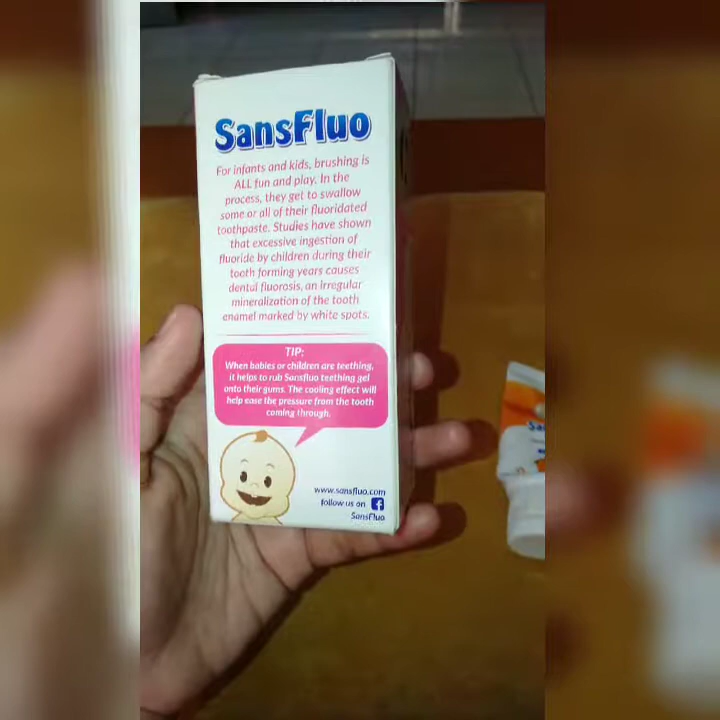 SansFluo
For infants and kids, brushing is
ALL fun and play. In the
process, they get to swallow
some or all of their fluoridated
toothpaste. Studies have shown
that excessive ingestion of
fluoride by children during their
tooth forming years causes
dental fluorosis, an irregular
mineralization of the tooth
enamel marked by white spots.
TIP:
When babies or children are teething,
it helps to rub Sansfluo teething gel
onto their gums. The cooling effect will
help ease the pressure from the tooth
coming through.
www.sansfluo.com
follow us on
SansFluo